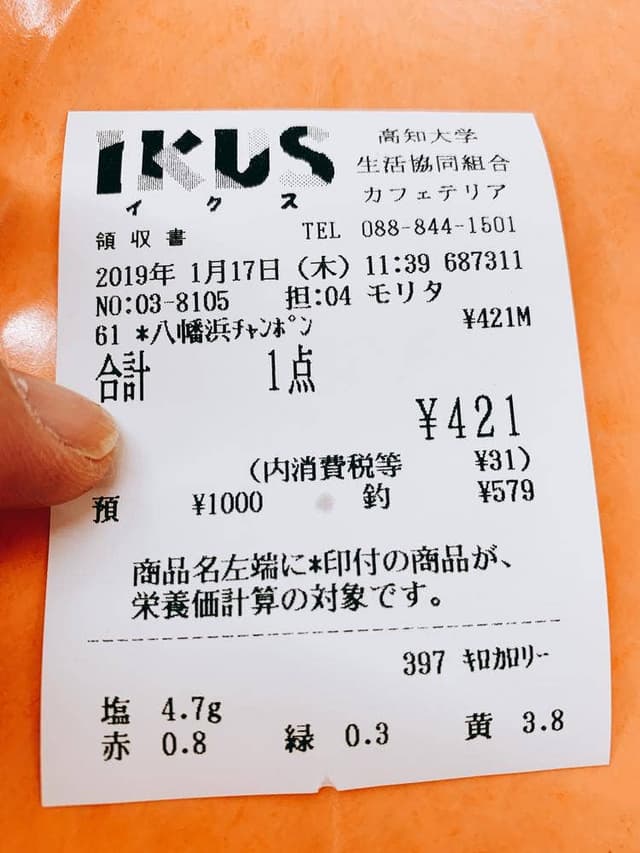 IKUS
イクス
高知大学
生活協同組合
カフェテリア
領収書 TEL 088-844-1501
2019年 1月17日（木）11:39 687311
NO:03-8105 担:04 モリタ
61 *八幡浜ﾁｬﾝﾎﾟﾝ ¥421M
合計 1点
¥421
（内消費税等 ¥31）
預 ¥1000 釣 ¥579
商品名左端に*印付の商品が、
栄養価計算の対象です。
397 ｷﾛｶﾛﾘｰ
塩 4.7g
赤 0.8 緑 0.3 黄 3.8